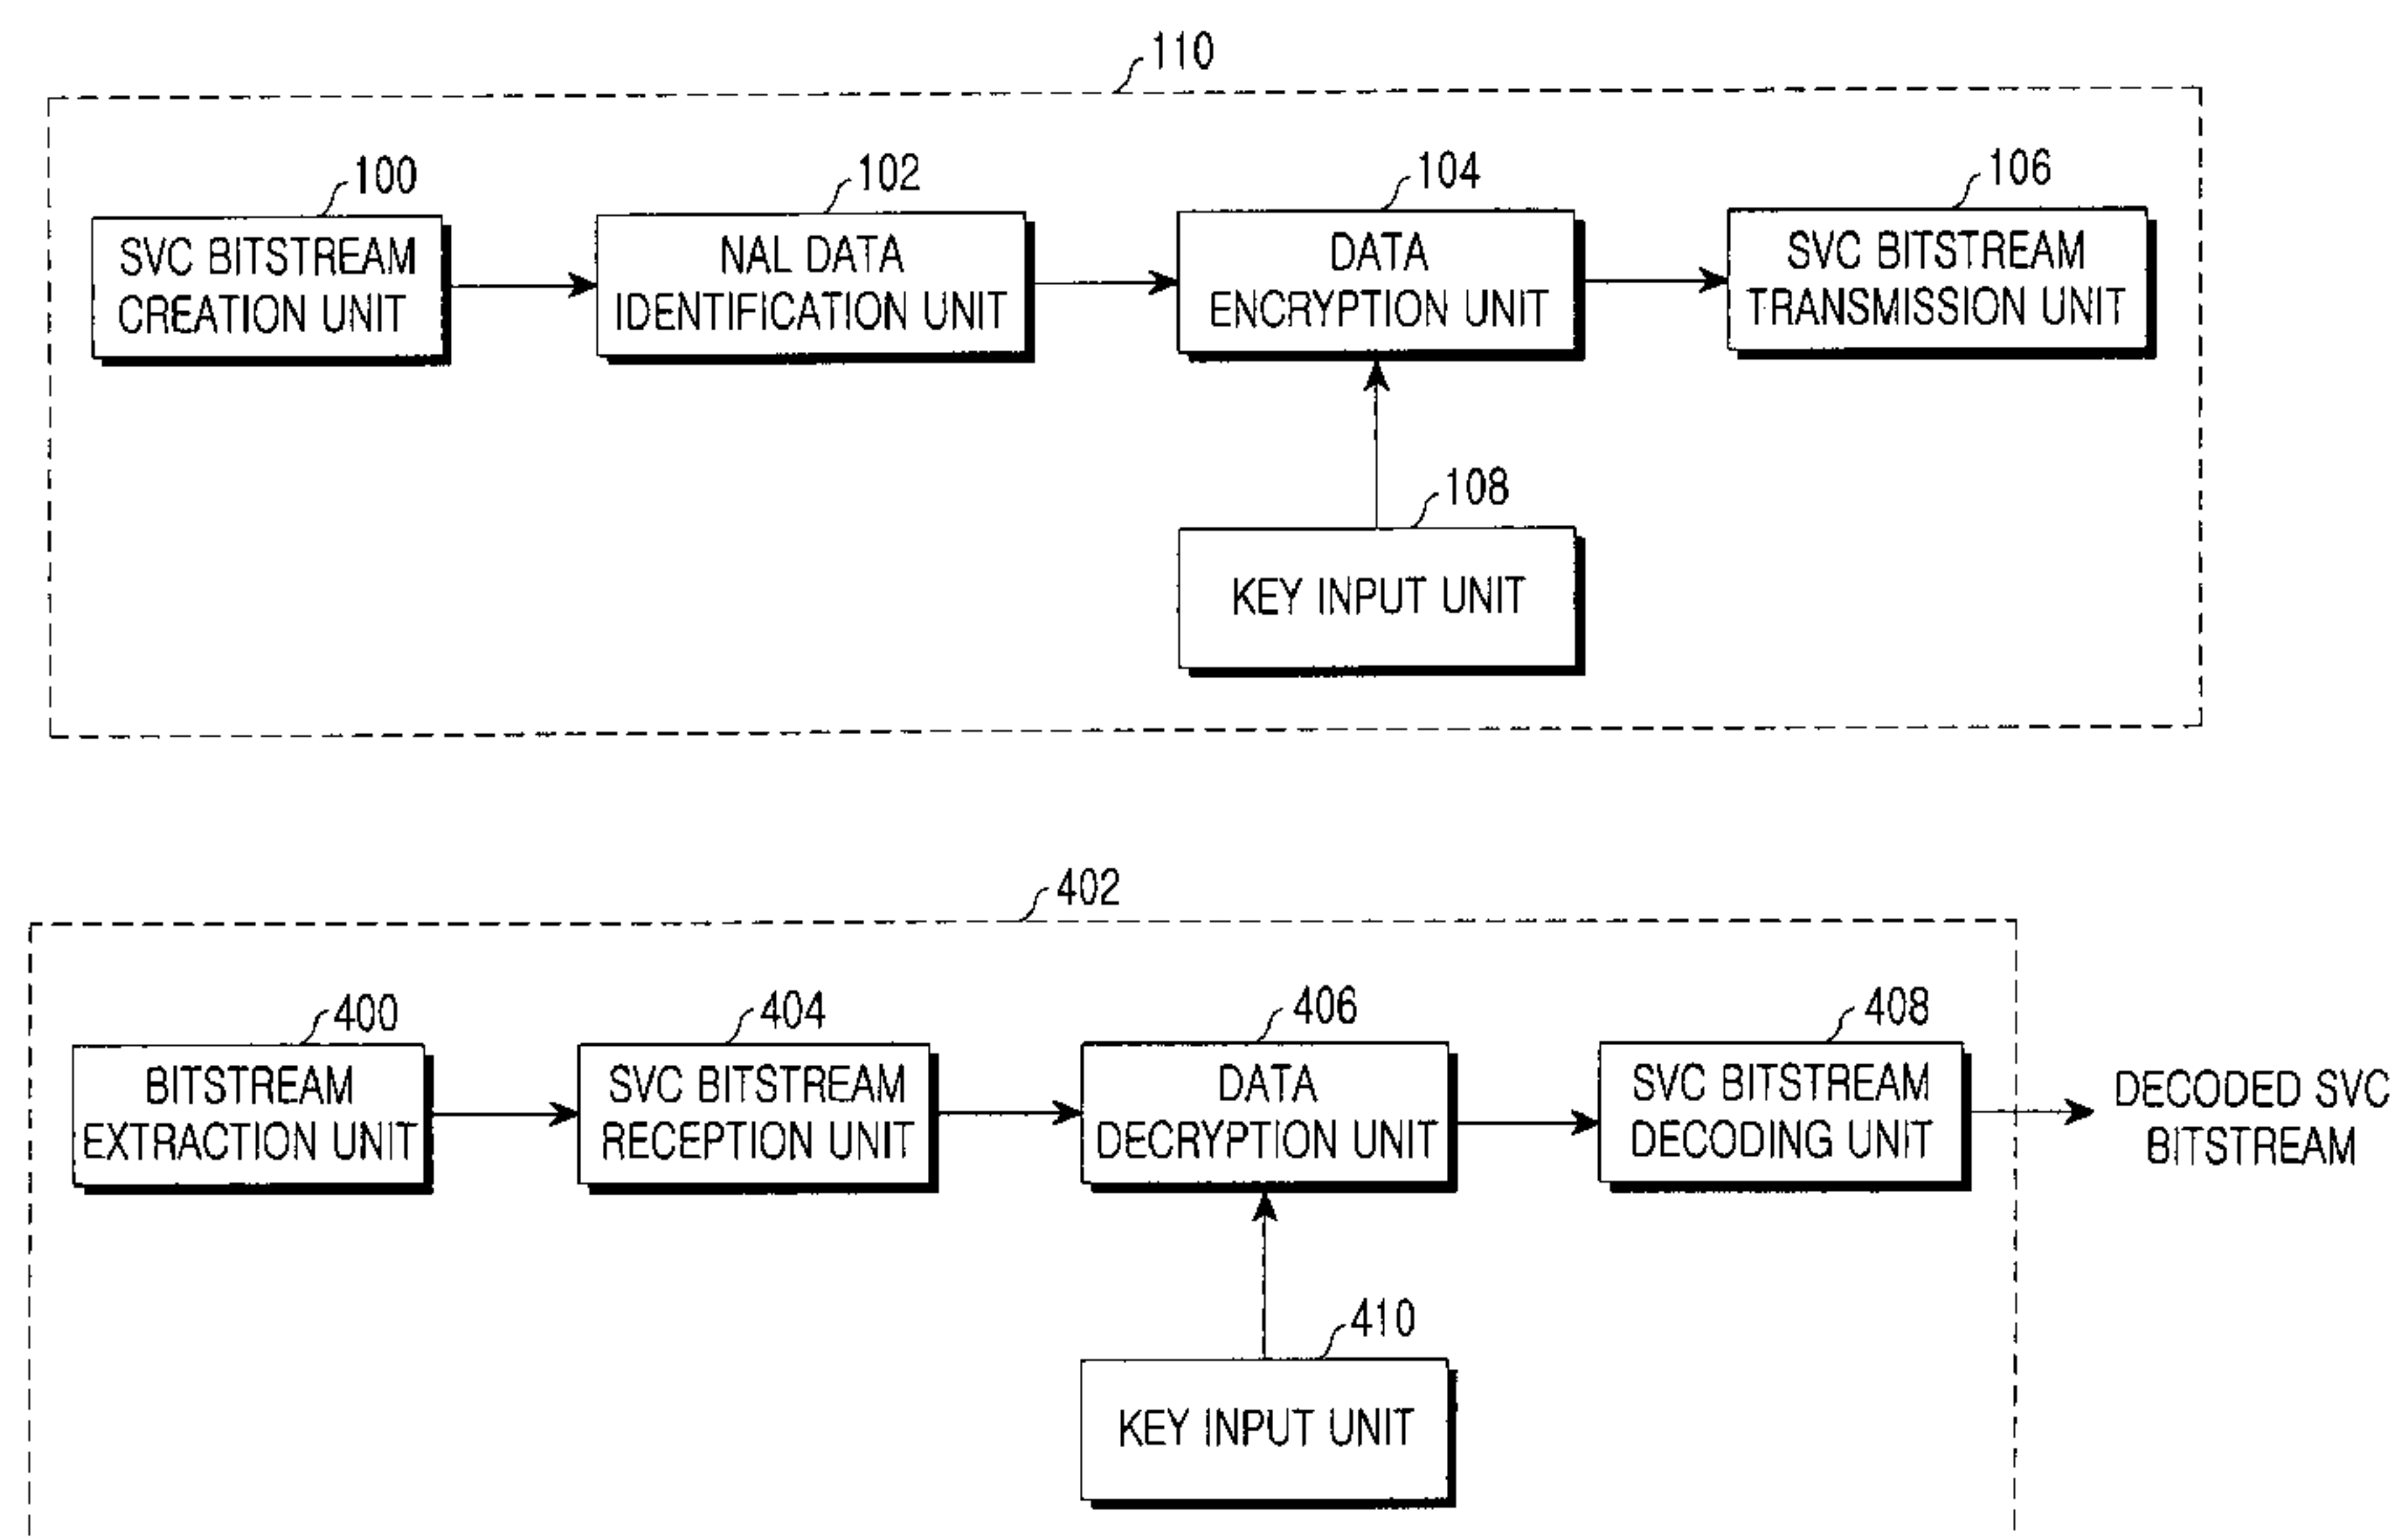 110
100
102
104
106
SVC BITSTREAM
CREATION UNIT
NAL DATA
IDENTIFICATION UNIT
DATA
ENCRYPTION UNIT
SVC BITSTREAM
TRANSMISSION UNIT
108
KEY INPUT UNIT
402
400
404
406
408
BITSTREAM
EXTRACTION UNIT
SVC BITSTREAM
RECEPTION UNIT
DATA
DECRYPTION UNIT
SVC BITSTREAM
DECODING UNIT
DECODED SVC
BITSTREAM
410
KEY INPUT UNIT